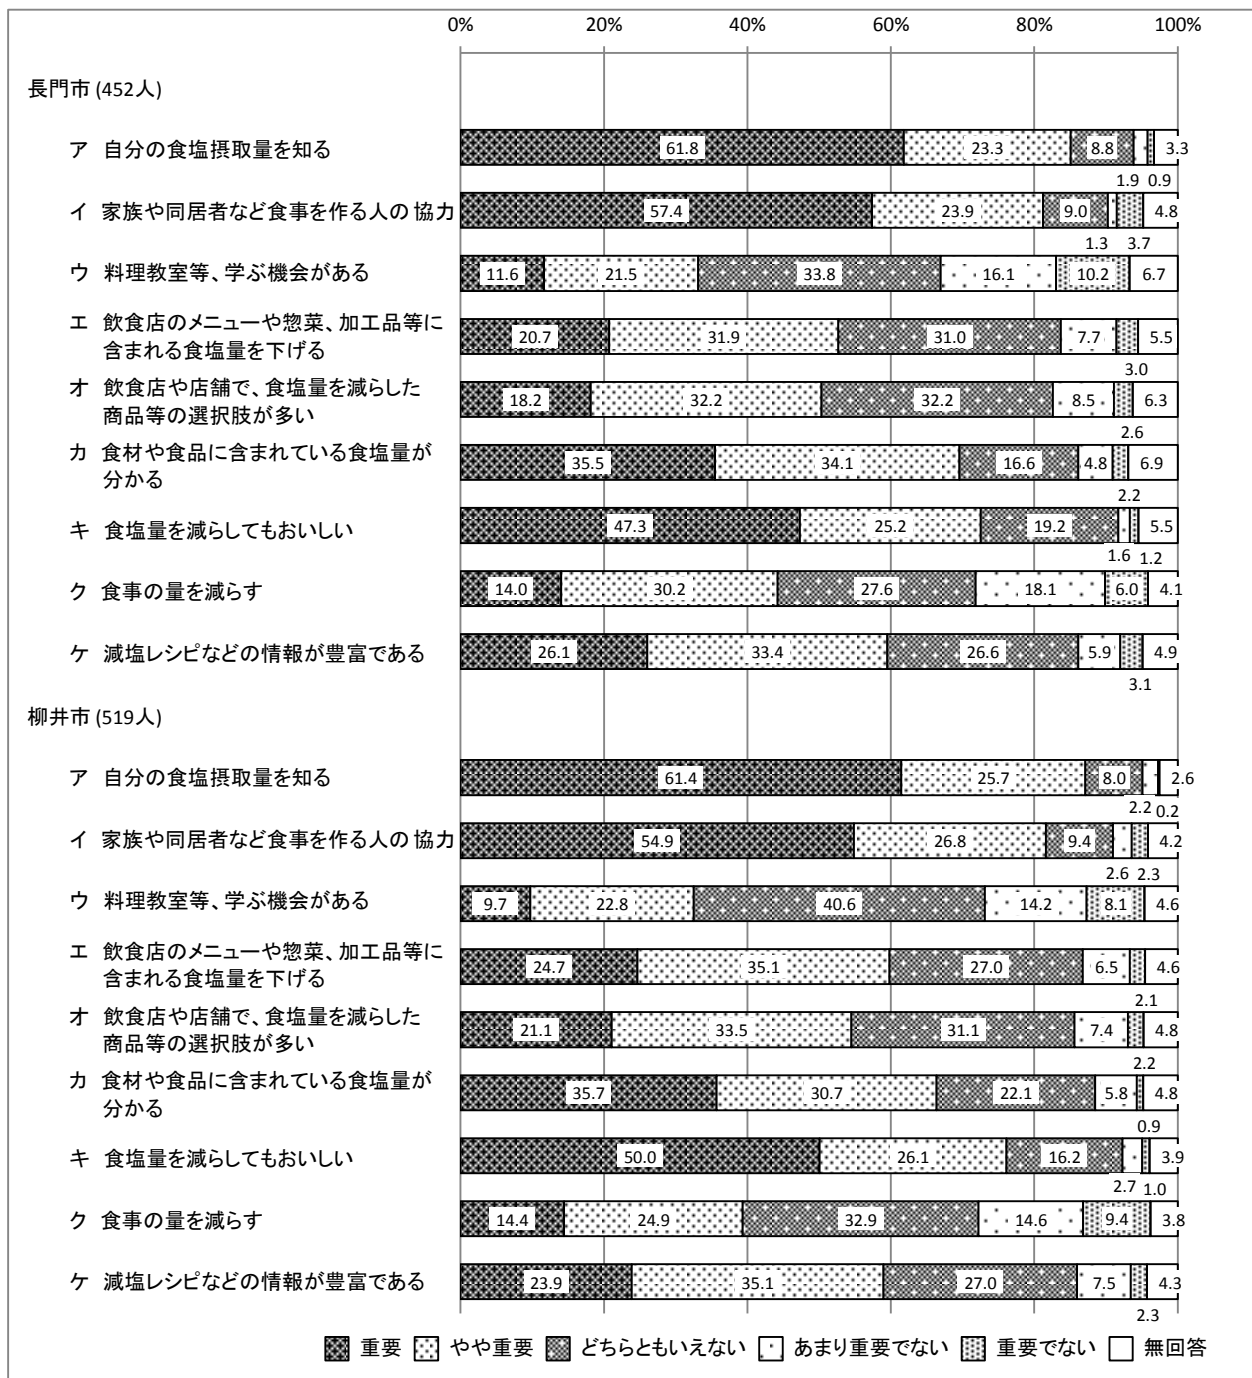 0% 20% 40% 60% 80% 100%
長門市 (452人)
ア 自分の食塩摂取量を知る 61.8 23.3 8.8 3.3
1.9 0.9
イ 家族や同居者など食事を作る人の協力 57.4 23.9 9.0 4.8
1.3 3.7
ウ 料理教室等、学ぶ機会がある 11.6 21.5 33.8 16.1 10.2 6.7
エ 飲食店のメニューや惣菜、加工品等に
含まれる食塩量を下げる 20.7 31.9 31.0 7.7 5.5
3.0
オ 飲食店や店舗で、食塩量を減らした
商品等の選択肢が多い 18.2 32.2 32.2 8.5 6.3
2.6
カ 食材や食品に含まれている食塩量が
分かる 35.5 34.1 16.6 4.8 6.9
2.2
キ 食塩量を減らしてもおいしい 47.3 25.2 19.2 5.5
1.6 1.2
ク 食事の量を減らす 14.0 30.2 27.6 18.1 6.0 4.1
ケ 減塩レシピなどの情報が豊富である 26.1 33.4 26.6 5.9 4.9
3.1
柳井市 (519人)
ア 自分の食塩摂取量を知る 61.4 25.7 8.0 2.6
2.2 0.2
イ 家族や同居者など食事を作る人の協力 54.9 26.8 9.4 4.2
2.6 2.3
ウ 料理教室等、学ぶ機会がある 9.7 22.8 40.6 14.2 8.1 4.6
エ 飲食店のメニューや惣菜、加工品等に
含まれる食塩量を下げる 24.7 35.1 27.0 6.5 4.6
2.1
オ 飲食店や店舗で、食塩量を減らした
商品等の選択肢が多い 21.1 33.5 31.1 7.4 4.8
2.2
カ 食材や食品に含まれている食塩量が
分かる 35.7 30.7 22.1 5.8 4.8
0.9
キ 食塩量を減らしてもおいしい 50.0 26.1 16.2 3.9
2.7 1.0
ク 食事の量を減らす 14.4 24.9 32.9 14.6 9.4 3.8
ケ 減塩レシピなどの情報が豊富である 23.9 35.1 27.0 7.5 4.3
2.3
重要 やや重要 どちらともいえない あまり重要でない 重要でない 無回答